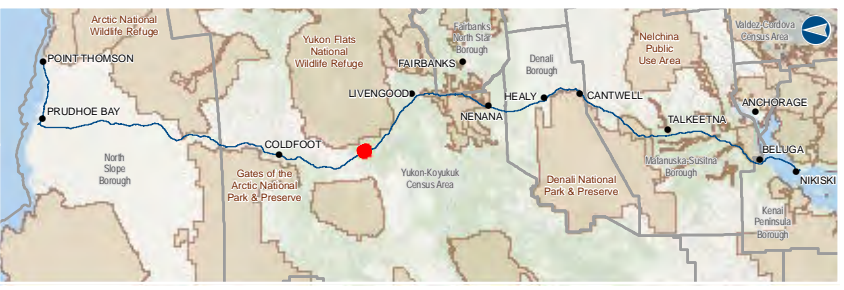 Arctic National
Wildlife Refuge
POINT THOMSON
PRUDHOE BAY
North
Slope
Borough
COLDFOOT
Gates of the
Arctic National
Park & Preserve
Yukon Flats
National
Wildlife Refuge
LIVENGOOD
Fairbanks
North Star
Borough
FAIRBANKS
NENANA
Yukon-Koyukuk
Census Area
Denali
Borough
HEALY
CANTWELL
Denali National
Park & Preserve
Nelchina
Public
Use Area
TALKEETNA
Matanuska-Susitna
Borough
Valdez-Cordova
Census Area
ANCHORAGE
BELUGA
NIKISKI
Kenai
Peninsula
Borough